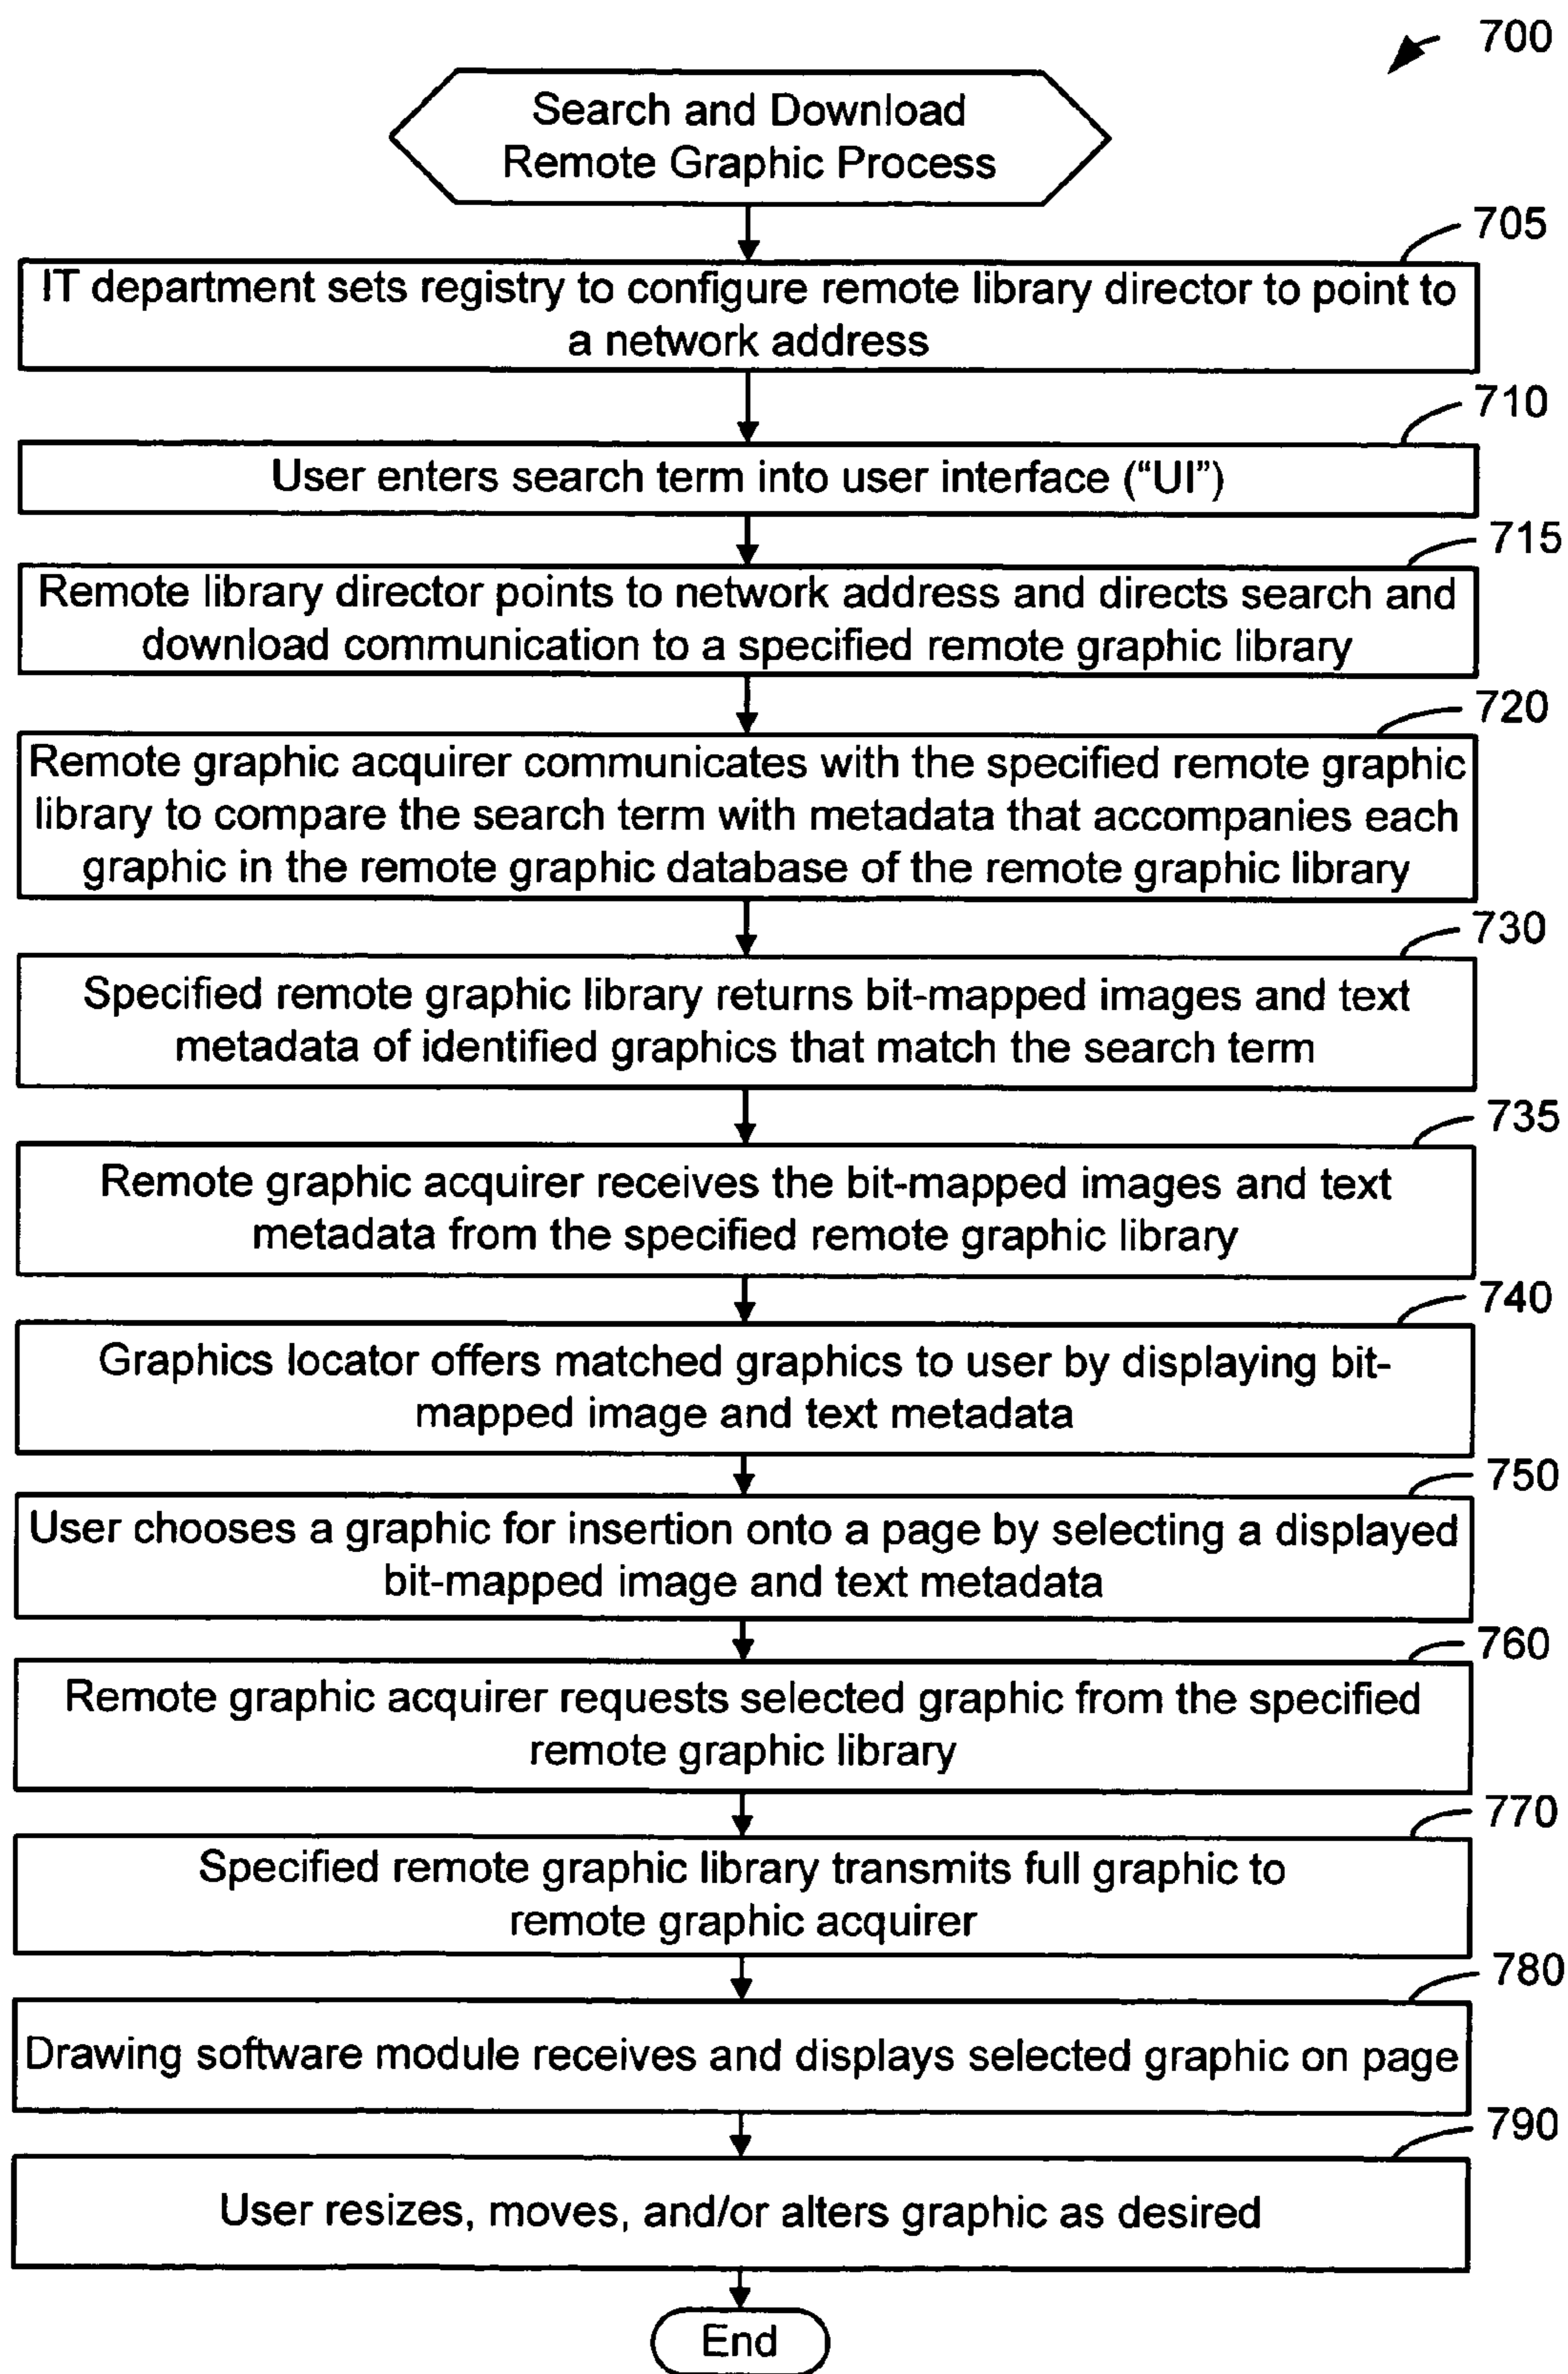 700
Search and Download
Remote Graphic Process
705
IT department sets registry to configure remote library director to point to
a network address
710
User enters search term into user interface (“UI”)
715
Remote library director points to network address and directs search and
download communication to a specified remote graphic library
720
Remote graphic acquirer communicates with the specified remote graphic
library to compare the search term with metadata that accompanies each
graphic in the remote graphic database of the remote graphic library
730
Specified remote graphic library returns bit-mapped images and text
metadata of identified graphics that match the search term
735
Remote graphic acquirer receives the bit-mapped images and text
metadata from the specified remote graphic library
740
Graphics locator offers matched graphics to user by displaying bit-
mapped image and text metadata
750
User chooses a graphic for insertion onto a page by selecting a displayed
bit-mapped image and text metadata
760
Remote graphic acquirer requests selected graphic from the specified
remote graphic library
770
Specified remote graphic library transmits full graphic to
remote graphic acquirer
780
Drawing software module receives and displays selected graphic on page
790
User resizes, moves, and/or alters graphic as desired
End